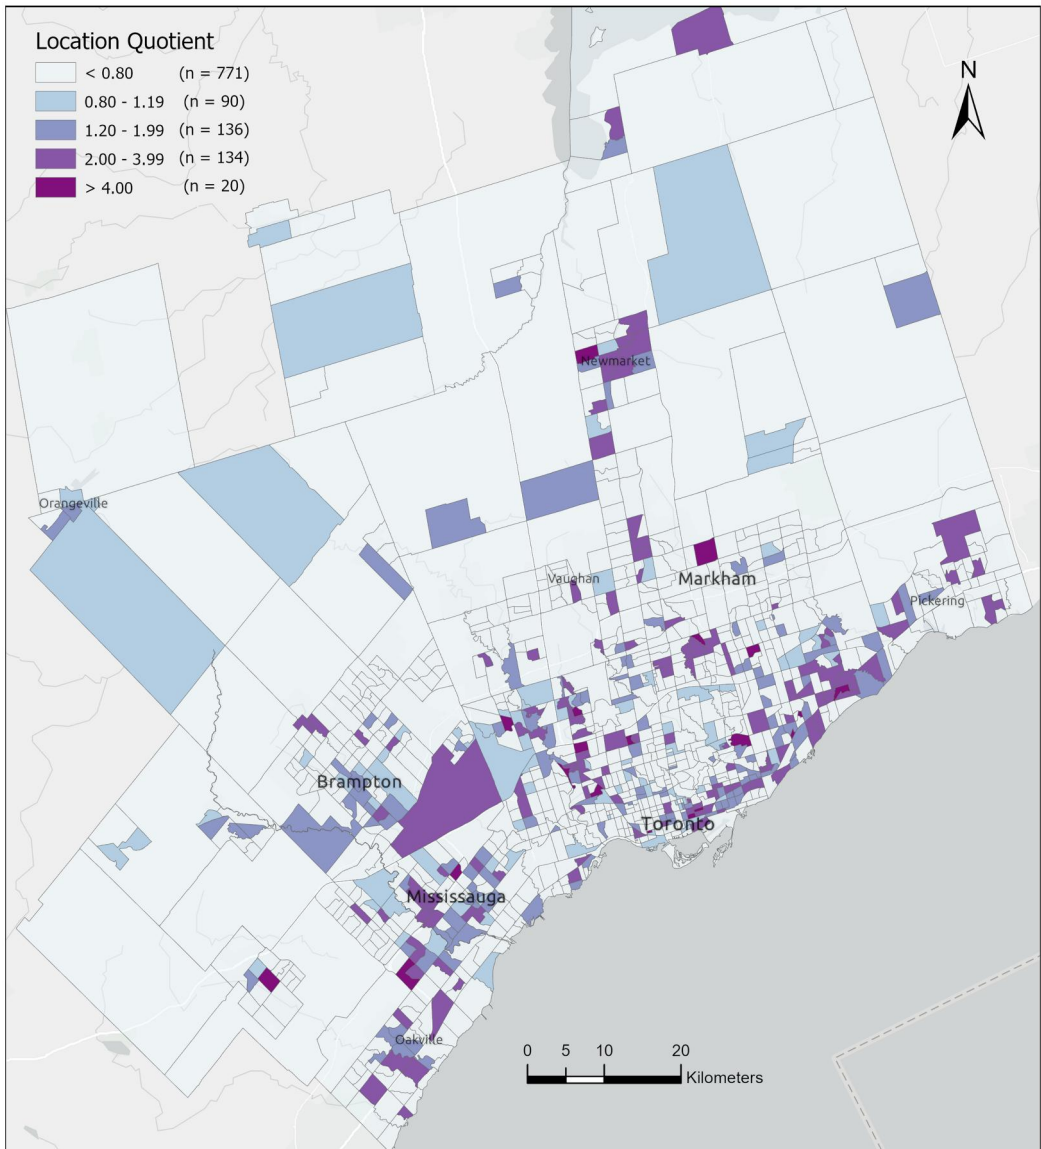 Location Quotient
< 0.80 (n = 771)
0.80 - 1.19 (n = 90)
1.20 - 1.99 (n = 136)
2.00 - 3.99 (n = 134)
> 4.00 (n = 20)
N
Newmarket
Orangeville
Vaughan
Markham
Pickering
Brampton
Toronto
Mississauga
Oakville
0 5 10 20
Kilometers